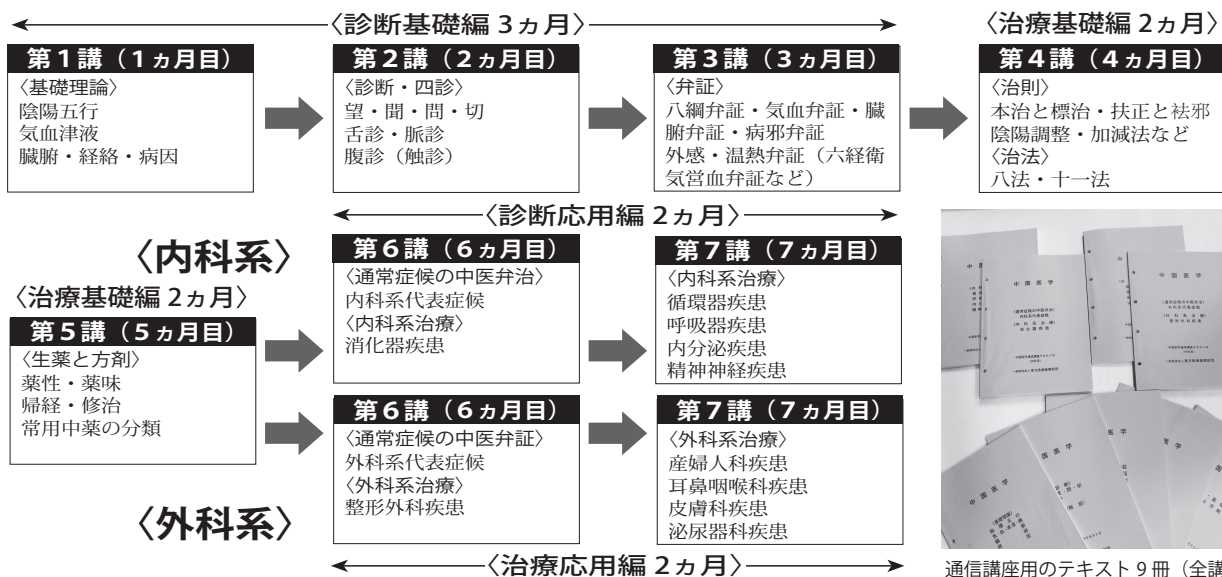 〈診断基礎編 3ヵ月〉
〈治療基礎編 2ヵ月〉
第1講（1ヵ月目）
〈基礎理論〉
陰陽五行
気血津液
臓腑・経絡・病因
第2講（2ヵ月目）
〈診断・四診〉
望・聞・問・切
舌診・脈診
腹診（触診）
第3講（3ヵ月目）
〈弁証〉
八綱弁証・気血弁証・臓
腑弁証・病邪弁証
外感・温熱弁証（六経衛
気営血弁証など）
第4講（4ヵ月目）
〈治則〉
本治と標治・扶正と祛邪
陰陽調整・加減法など
〈治法〉
八法・十一法
〈診断応用編 2ヵ月〉
〈内科系〉
〈治療基礎編 2ヵ月〉
第5講（5ヵ月目）
〈生薬と方剤〉
薬性・薬味
帰経・修治
常用中薬の分類
第6講（6ヵ月目）
〈通常症候の中医弁治〉
内科系代表症候
〈内科系治療〉
消化器疾患
第7講（7ヵ月目）
〈内科系治療〉
循環器疾患
呼吸器疾患
内分泌疾患
精神神経疾患
第6講（6ヵ月目）
〈通常症候の中医弁証〉
外科系代表症候
〈外科系治療〉
整形外科疾患
第7講（7ヵ月目）
〈外科系治療〉
産婦人科疾患
耳鼻咽喉科疾患
皮膚科疾患
泌尿器科疾患
〈外科系〉
〈治療応用編 2ヵ月〉
中国医学
中国医学
通信講座用のテキスト9冊（全講